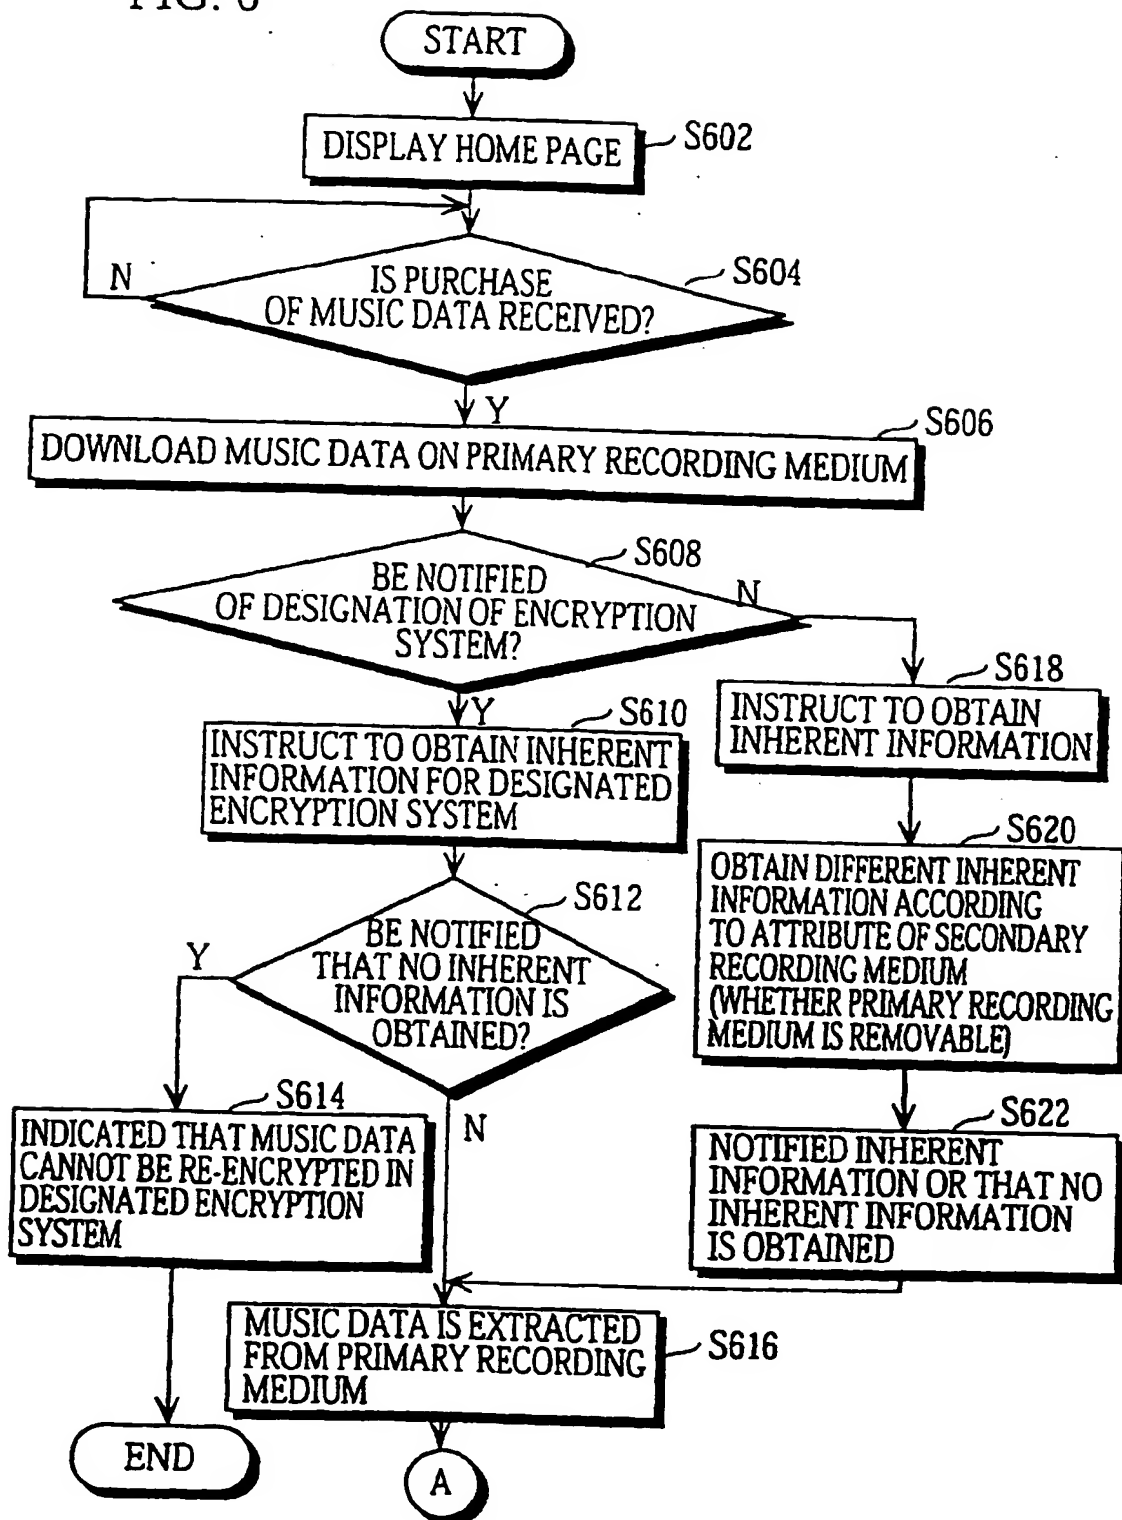 FIG. 6
START
DISPLAY HOME PAGE
S602
N
IS PURCHASE
OF MUSIC DATA RECEIVED?
S604
Y
S606
DOWNLOAD MUSIC DATA ON PRIMARY RECORDING MEDIUM
S608
BE NOTIFIED
OF DESIGNATION OF ENCRYPTION
SYSTEM?
N
Y
S610
INSTRUCT TO OBTAIN INHERENT
INFORMATION FOR DESIGNATED
ENCRYPTION SYSTEM
S618
INSTRUCT TO OBTAIN
INHERENT INFORMATION
S612
BE NOTIFIED
THAT NO INHERENT
INFORMATION IS
OBTAINED?
Y
N
S620
OBTAIN DIFFERENT INHERENT
INFORMATION ACCORDING
TO ATTRIBUTE OF SECONDARY
RECORDING MEDIUM
(WHETHER PRIMARY RECORDING
MEDIUM IS REMOVABLE)
S614
INDICATED THAT MUSIC DATA
CANNOT BE RE-ENCRYPTED IN
DESIGNATED ENCRYPTION
SYSTEM
S622
NOTIFIED INHERENT
INFORMATION OR THAT NO
INHERENT INFORMATION
IS OBTAINED
MUSIC DATA IS EXTRACTED
FROM PRIMARY RECORDING
MEDIUM
S616
END
A